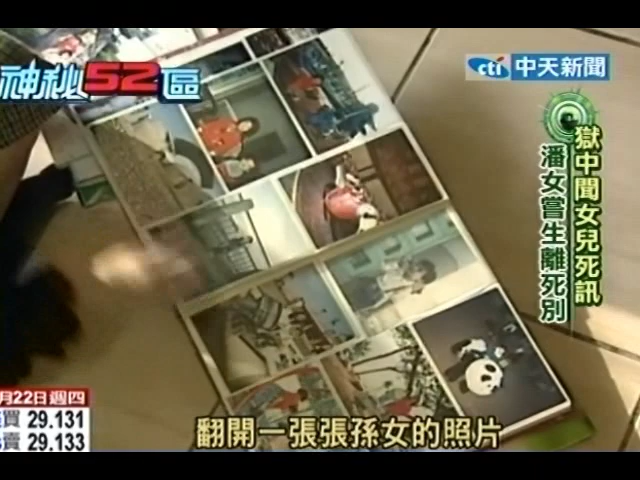 神秘52區
cti 中天新聞
獄中聞女兒死訊
潘女嘗生離死別
月22日週四
買 29.131
賣 29.133
翻開一張張孫女的照片